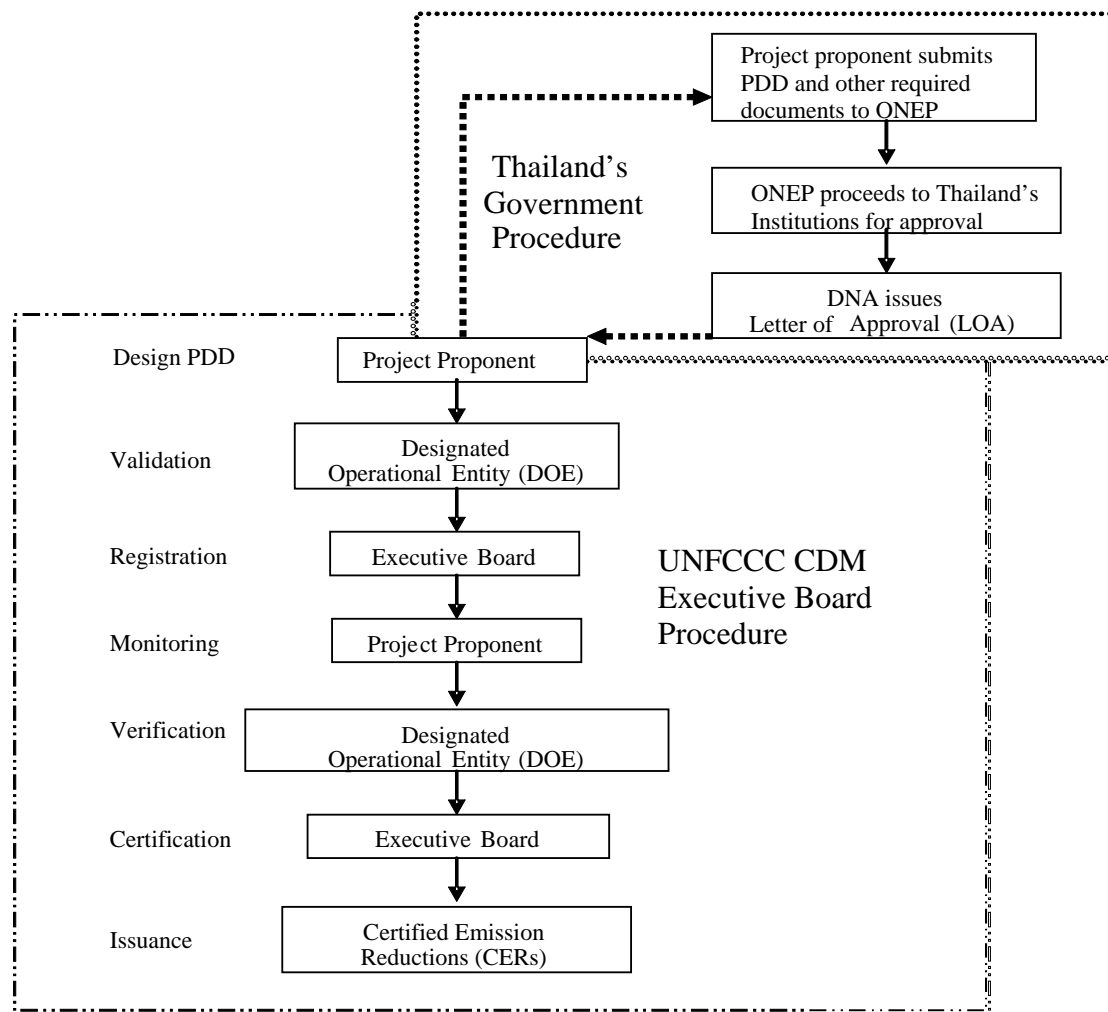 Project proponent submits
PDD and other required
documents to ONEP
Thailand's
Government
Procedure
ONEP proceeds to Thailand's
Institutions for approval
DNA issues
Letter of Approval (LOA)
Design PDD
Project Proponent
Validation
Designated
Operational Entity (DOE)
Registration
Executive Board
UNFCCC CDM
Executive Board
Procedure
Monitoring
Project Proponent
Verification
Designated
Operational Entity (DOE)
Certification
Executive Board
Issuance
Certified Emission
Reductions (CERs)